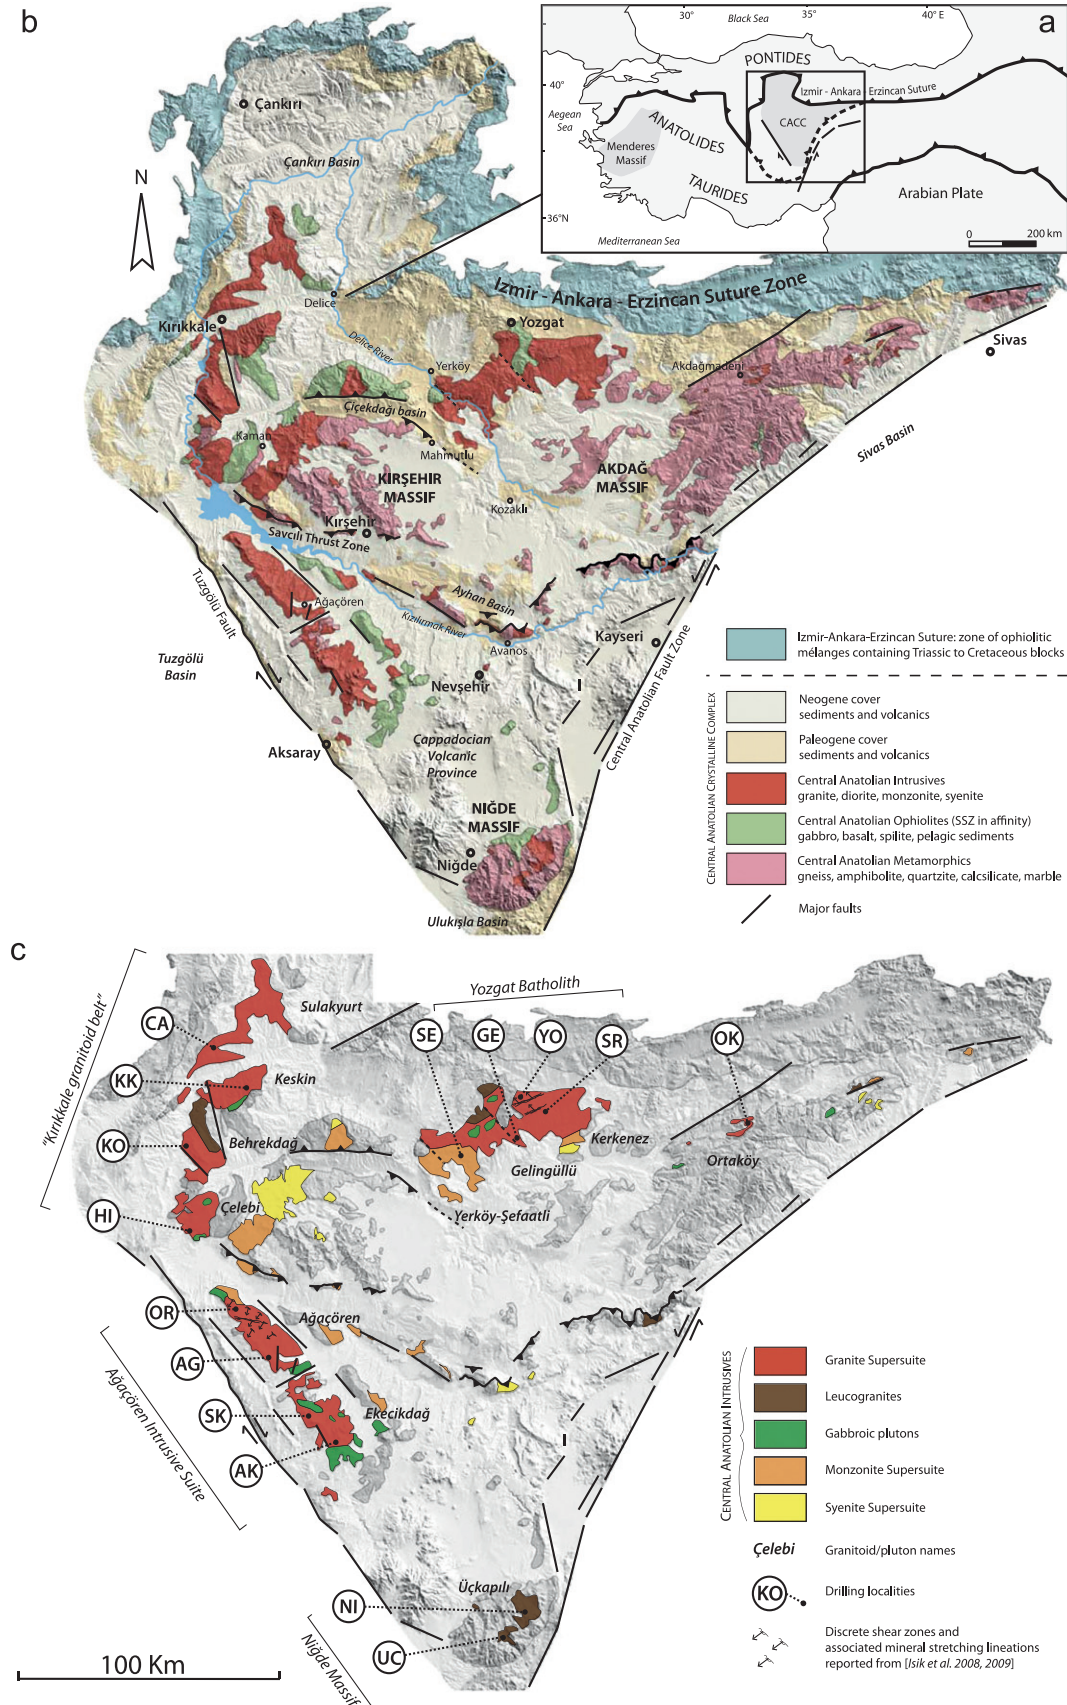 b
a
30°
35°
40° E
Black Sea
PONTIDES
40°
Izmir - Ankara - Erzincan Suture
Aegean
Sea
ANATOLIDES
CACC
Menderes
Massif
TAURIDES
Arabian Plate
36°N
Mediterranean Sea
0
200 km
N
Çankırı
Çankırı Basin
Delice
Izmir - Ankara - Erzincan Suture Zone
Kırıkkale
Yozgat
Sivas
Delice River
Yerköy
Akdağmadeni
Çiçekdağı basin
Kaman
Mahmutlu
Sivas Basin
KIRŞEHIR
MASSIF
AKDAĞ
MASSIF
Kozaklı
Kırşehir
Savcılı Thrust Zone
Tuzgölü Fault
Ağaçören
Ayhan Basin
Kızılırmak River
Avanos
Kayseri
Tuzgölü
Basin
Nevşehir
Central Anatolian Fault Zone
Aksaray
Cappadocian
Volcanic
Province
NIĞDE
MASSIF
Niğde
Ulukışla Basin
Izmir-Ankara-Erzincan Suture: zone of ophiolitic
mélanges containing Triassic to Cretaceous blocks
CENTRAL ANATOLIAN CRYSTALLINE COMPLEX
Neogene cover
sediments and volcanics
Paleogene cover
sediments and volcanics
Central Anatolian Intrusives
granite, diorite, monzonite, syenite
Central Anatolian Ophiolites (SSZ in affinity)
gabbro, basalt, spilite, pelagic sediments
Central Anatolian Metamorphics
gneiss, amphibolite, quartzite, calcsilicate, marble
Major faults
c
"Kırıkkale granitoid belt"
Yozgat Batholith
Sulakyurt
CA
SE
GE
YO
SR
OK
KK
Keskin
KO
Behrekdağ
Kerkenez
Gelingüllü
Ortaköy
HI
Çelebi
Yerköy-Şefaatli
OR
Ağaçören
AG
Ağaçören Intrusive Suite
SK
Ekecikdağ
AK
Üçkapılı
NI
UC
Niğde Massif
100 Km
CENTRAL ANATOLIAN INTRUSIVES
Granite Supersuite
Leucogranites
Gabbroic plutons
Monzonite Supersuite
Syenite Supersuite
Çelebi
Granitoid/pluton names
KO
Drilling localities
Discrete shear zones and
associated mineral stretching lineations
reported from [Isik et al. 2008, 2009]